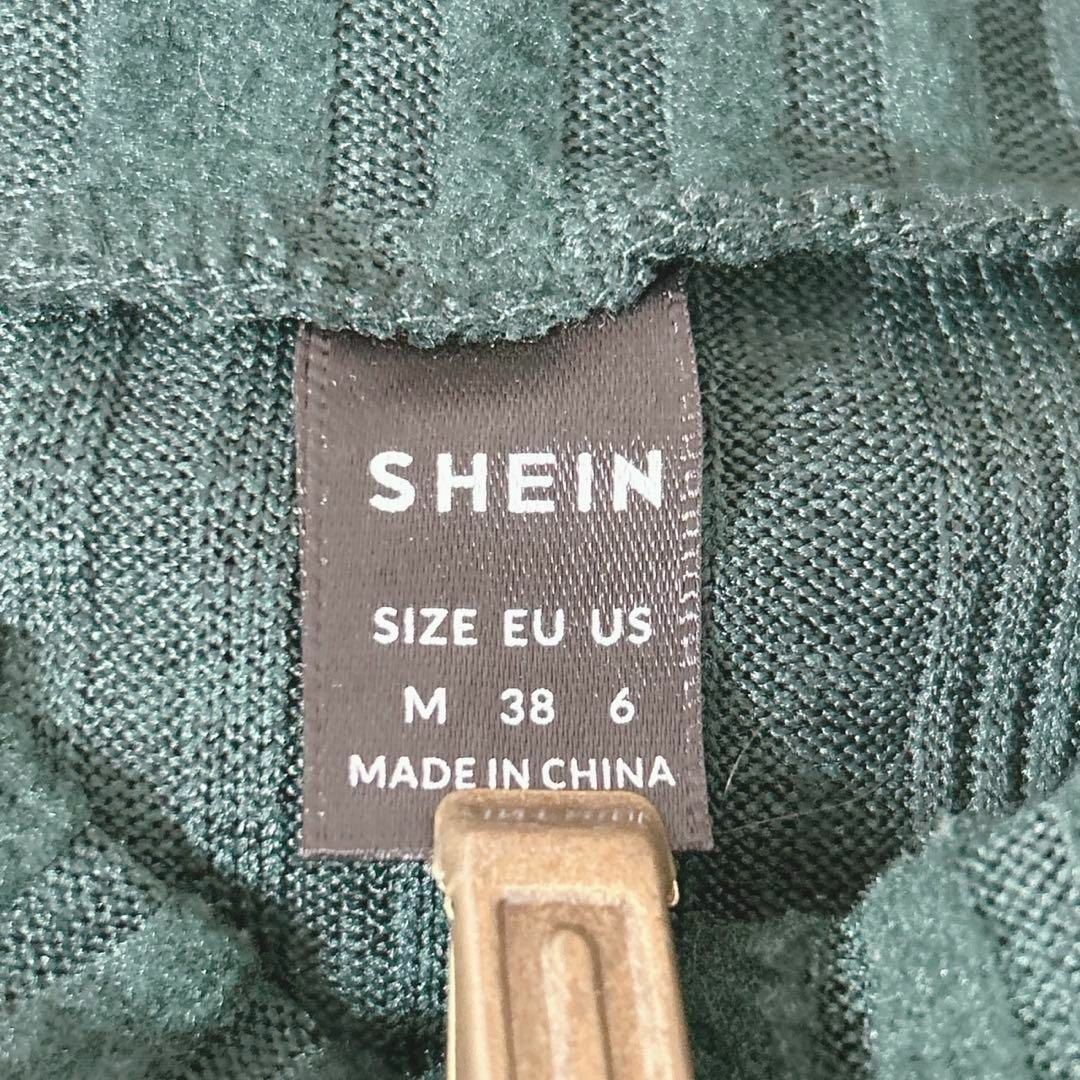 SHEIN
SIZE EU US
M 38 6
MADE IN CHINA